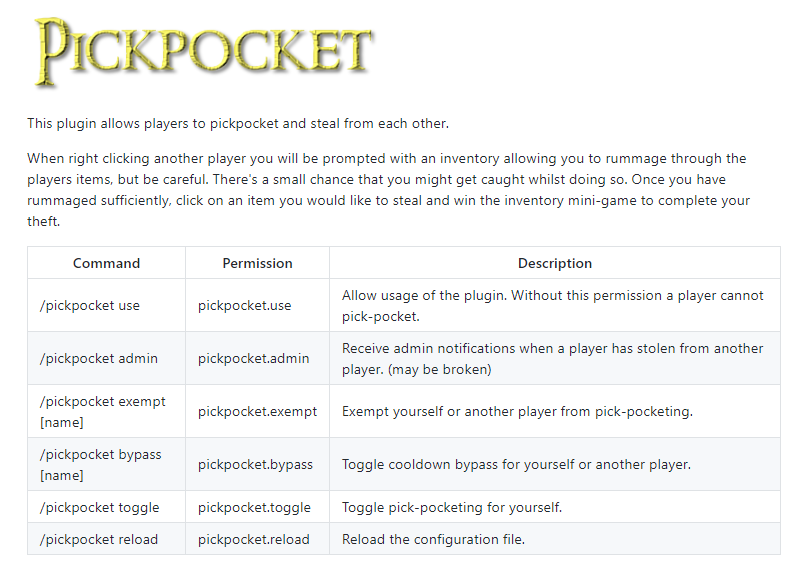 PICKPOCKET
This plugin allows players to pickpocket and steal from each other.
When right clicking another player you will be prompted with an inventory allowing you to rummage through the
players items, but be careful. There's a small chance that you might get caught whilst doing so. Once you have
rummaged sufficiently, click on an item you would like to steal and win the inventory mini-game to complete your
theft.
Command Permission Description
/pickpocket use pickpocket.use Allow usage of the plugin. Without this permission a player cannot
pick-pocket.
/pickpocket admin pickpocket.admin Receive admin notifications when a player has stolen from another
player. (may be broken)
/pickpocket exempt
[name] pickpocket.exempt Exempt yourself or another player from pick-pocketing.
/pickpocket bypass
[name] pickpocket.bypass Toggle cooldown bypass for yourself or another player.
/pickpocket toggle pickpocket.toggle Toggle pick-pocketing for yourself.
/pickpocket reload pickpocket.reload Reload the configuration file.